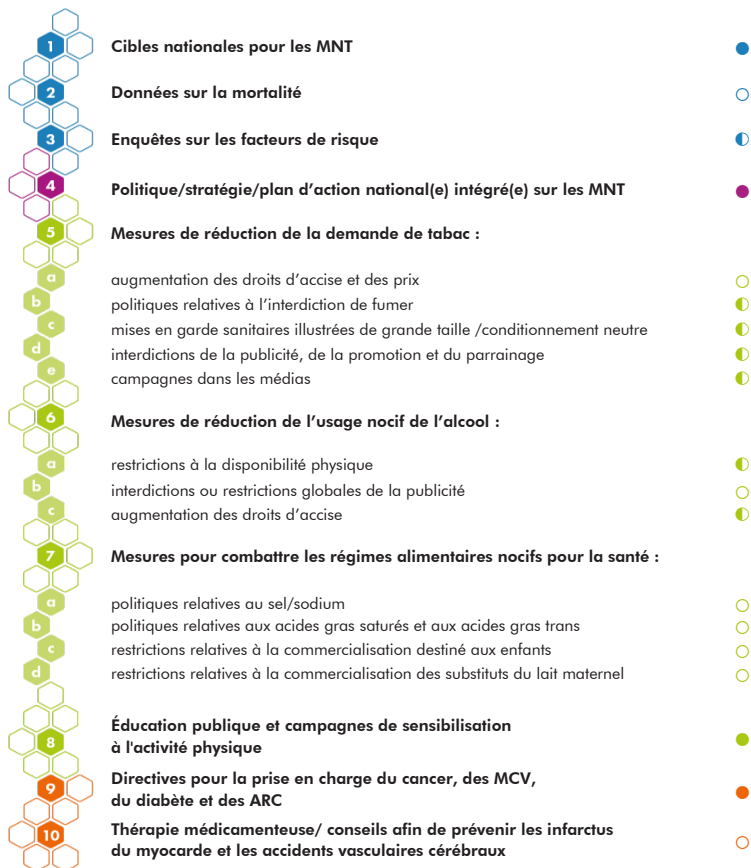 1 Cibles nationales pour les MNT
2 Données sur la mortalité
3 Enquêtes sur les facteurs de risque
4 Politique/stratégie/plan d'action national(e) intégré(e) sur les MNT
5 Mesures de réduction de la demande de tabac :
a augmentation des droits d'accise et des prix
b politiques relatives à l'interdiction de fumer
c mises en garde sanitaires illustrées de grande taille /conditionnement neutre
d interdictions de la publicité, de la promotion et du parrainage
e campagnes dans les médias
6 Mesures de réduction de l'usage nocif de l'alcool :
a restrictions à la disponibilité physique
b interdictions ou restrictions globales de la publicité
c augmentation des droits d'accise
7 Mesures pour combattre les régimes alimentaires nocifs pour la santé :
a politiques relatives au sel/sodium
b politiques relatives aux acides gras saturés et aux acides gras trans
c restrictions relatives à la commercialisation destiné aux enfants
d restrictions relatives à la commercialisation des substituts du lait maternel
8 Éducation publique et campagnes de sensibilisation
à l'activité physique
9 Directives pour la prise en charge du cancer, des MCV,
du diabète et des ARC
10 Thérapie médicamenteuse/ conseils afin de prévenir les infarctus
du myocarde et les accidents vasculaires cérébraux